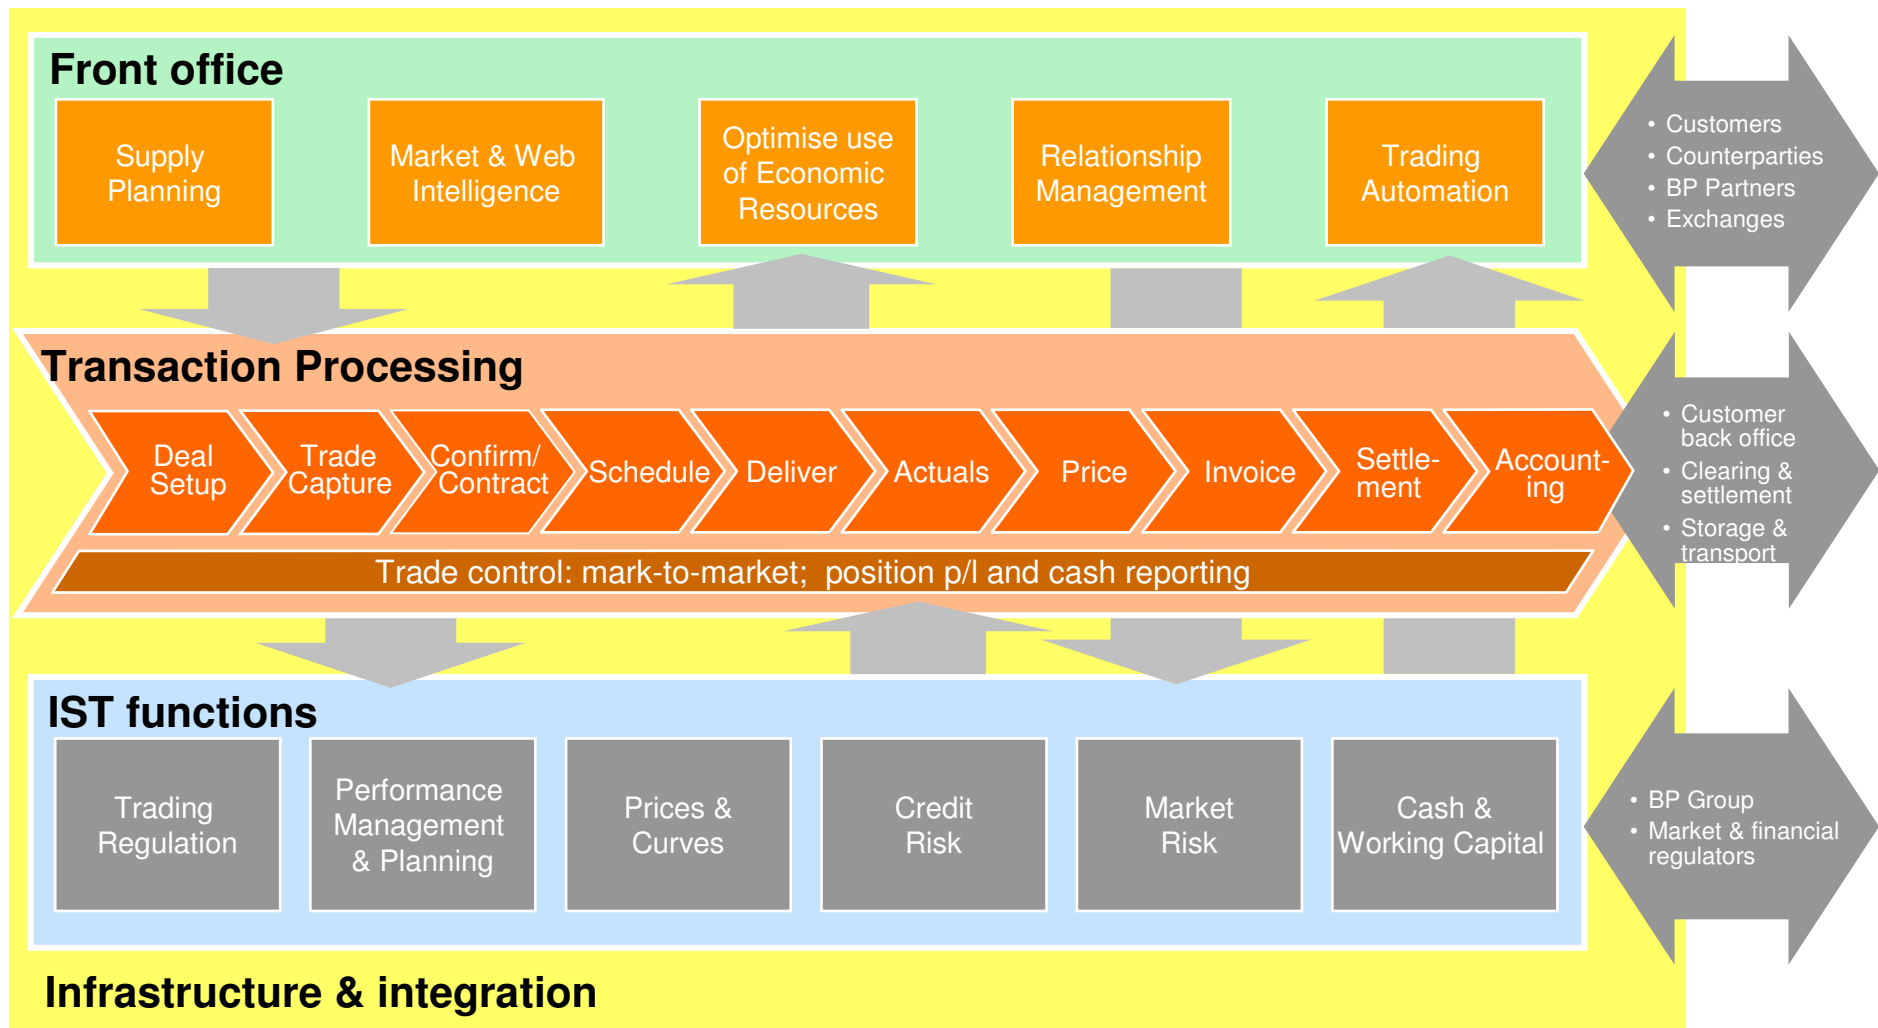 Front office
Supply
Planning
Market & Web
Intelligence
Optimise use
of Economic
Resources
Relationship
Management
Trading
Automation
• Customers
• Counterparties
• BP Partners
• Exchanges
Transaction Processing
Deal
Setup
Trade
Capture
Confirm/
Contract
Schedule
Deliver
Actuals
Price
Invoice
Settle-
ment
Account-
ing
Trade control: mark-to-market; position p/l and cash reporting
• Customer
back office
• Clearing &
settlement
• Storage &
transport
IST functions
Trading
Regulation
Performance
Management
& Planning
Prices &
Curves
Credit
Risk
Market
Risk
Cash &
Working Capital
• BP Group
• Market & financial
regulators
Infrastructure & integration